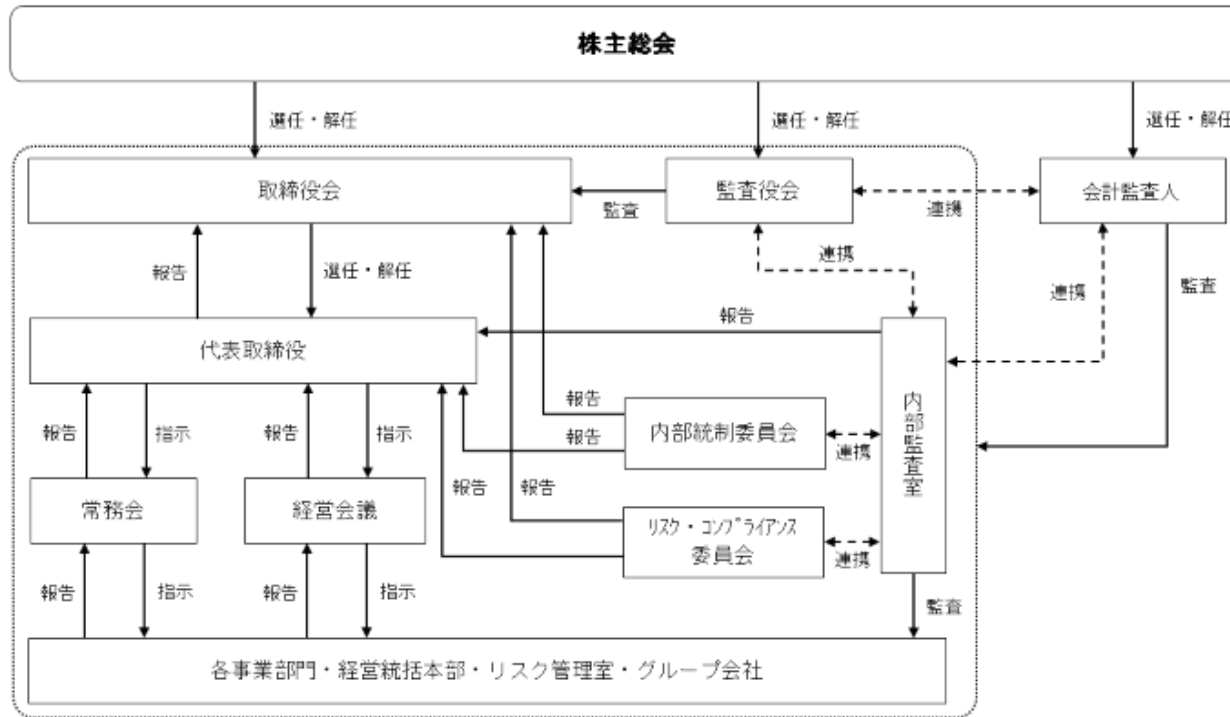 株主総会
選任・解任
選任・解任
選任・解任
取締役会
監査役会
会計監査人
監査
連携
報告
選任・解任
連携
連携
監査
報告
代表取締役
内部監査室
報告
指示
報告
指示
報告
報告
内部統制委員会
連携
報告
報告
常務会
経営会議
リスク・コンプライアンス
委員会
連携
報告
指示
報告
指示
監査
各事業部門・経営統括本部・リスク管理室・グループ会社